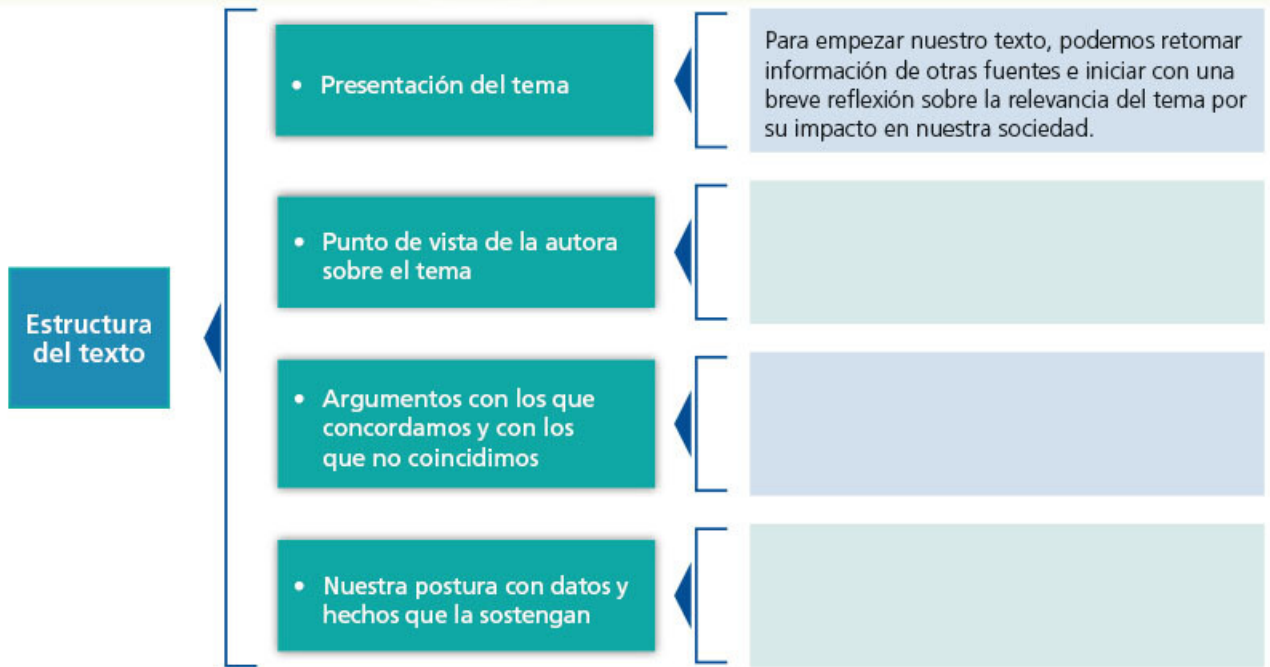 Estructura
del texto
• Presentación del tema
Para empezar nuestro texto, podemos retomar
información de otras fuentes e iniciar con una
breve reflexión sobre la relevancia del tema por
su impacto en nuestra sociedad.
• Punto de vista de la autora
sobre el tema
• Argumentos con los que
concordamos y con los
que no coincidimos
• Nuestra postura con datos y
hechos que la sostengan